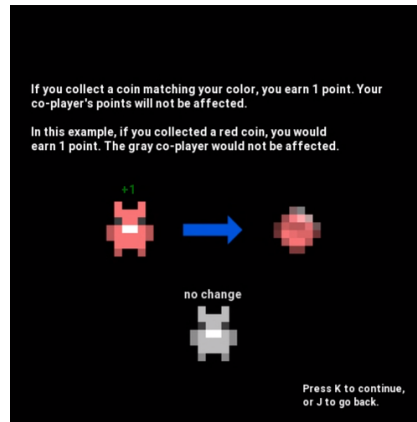 If you collect a coin matching your color, you earn 1 point. Your
co-player's points will not be affected.
In this example, if you collected a red coin, you would
earn 1 point. The gray co-player would not be affected.
+1
no change
Press K to continue,
or J to go back.